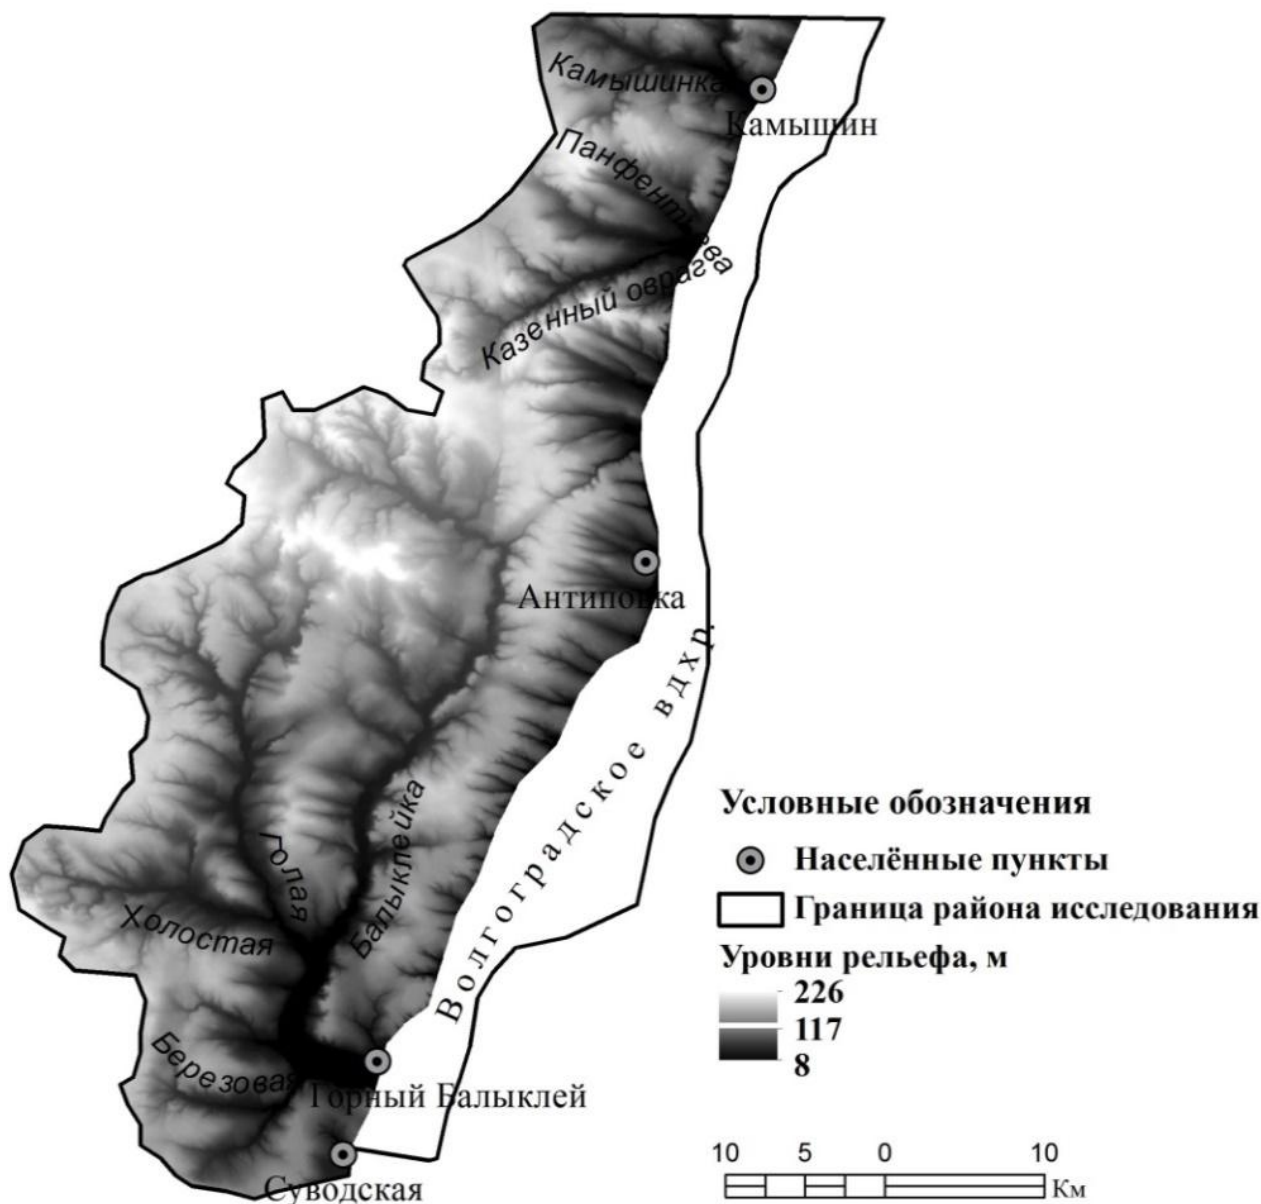 Камышинка
Камышин
Панфентьева
Казенный овраг
Антиповка
Волгоградское вдхр.
Голая
Балыклейка
Холостая
Березовая
Горный Балыклей
Суводская
Условные обозначения
Населённые пункты
Граница района исследования
Уровни рельефа, м
226
117
8
10 5 0 10
Км